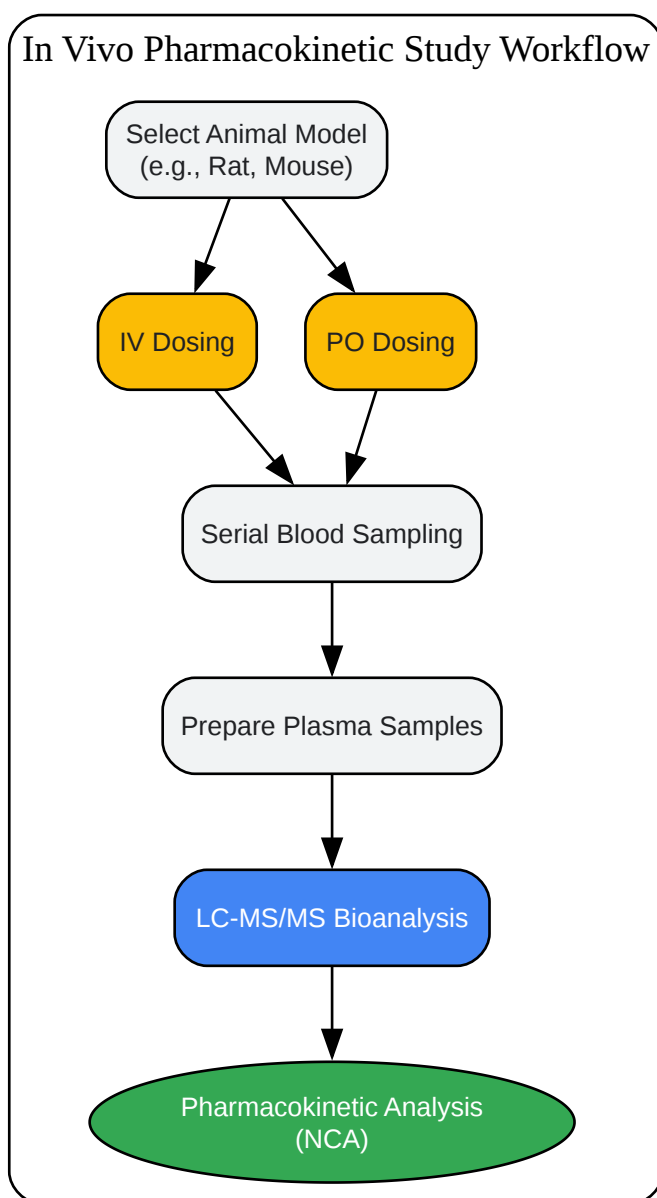 In Vivo Pharmacokinetic Study Workflow
Select Animal Model
(e.g., Rat, Mouse)
IV Dosing
PO Dosing
Serial Blood Sampling
Prepare Plasma Samples
LC-MS/MS Bioanalysis
Pharmacokinetic Analysis
(NCA)